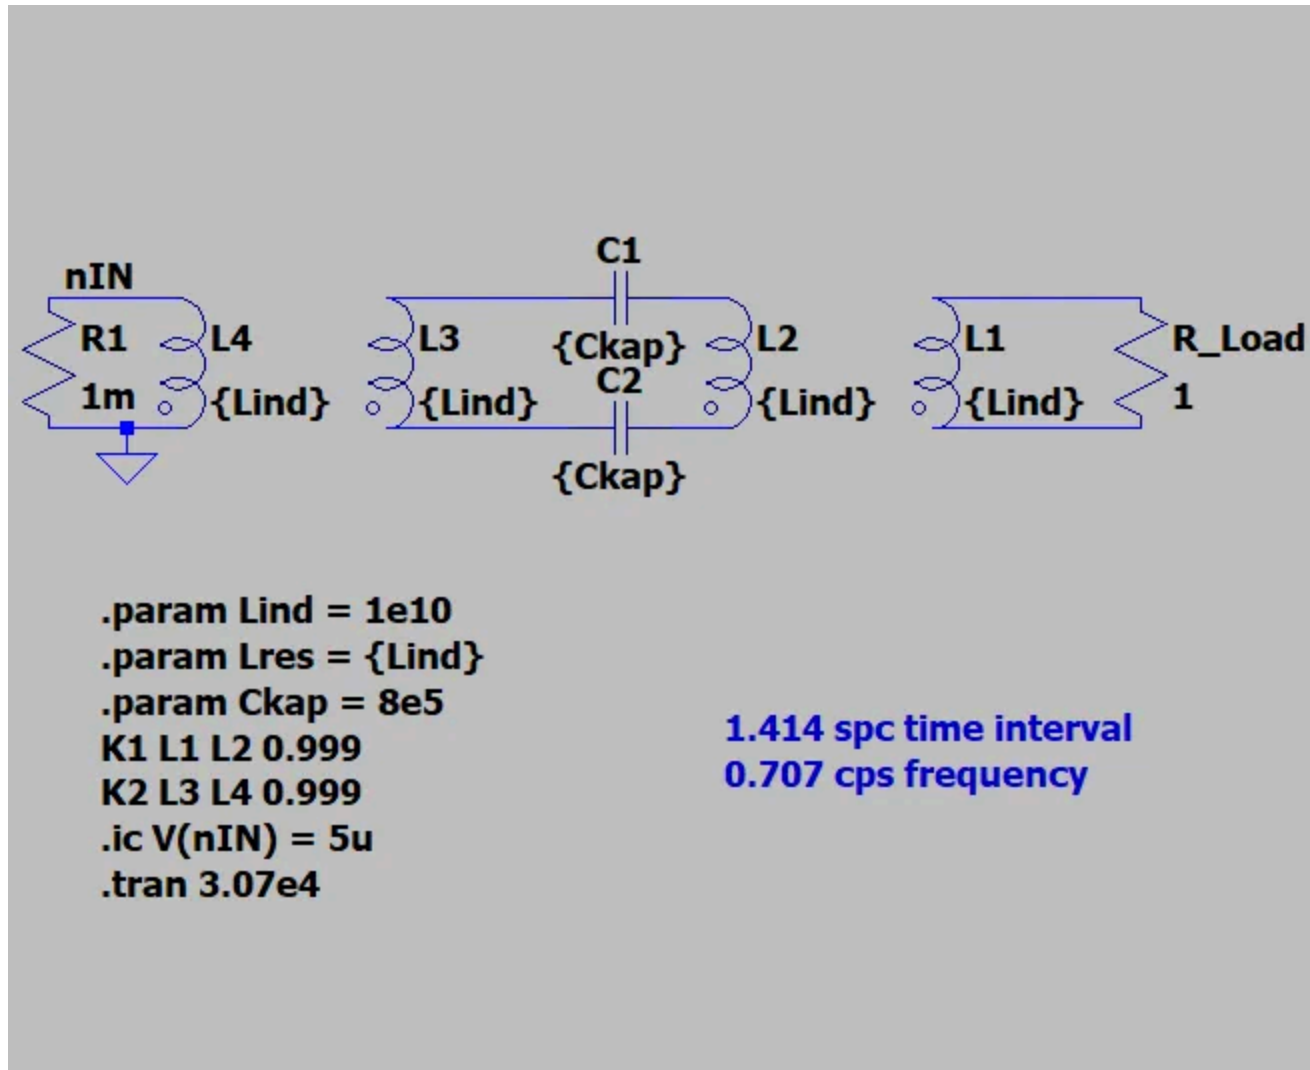 C1
nIN
R1
L4
L3
{Ckap}
L2
L1
R_Load
C2
1m
{Lind}
{Lind}
{Lind}
{Lind}
1
{Ckap}
.param Lind = 1e10
.param Lres = {Lind}
.param Ckap = 8e5
K1 L1 L2 0.999
K2 L3 L4 0.999
.ic V(nIN) = 5u
.tran 3.07e4
1.414 spc time interval
0.707 cps frequency